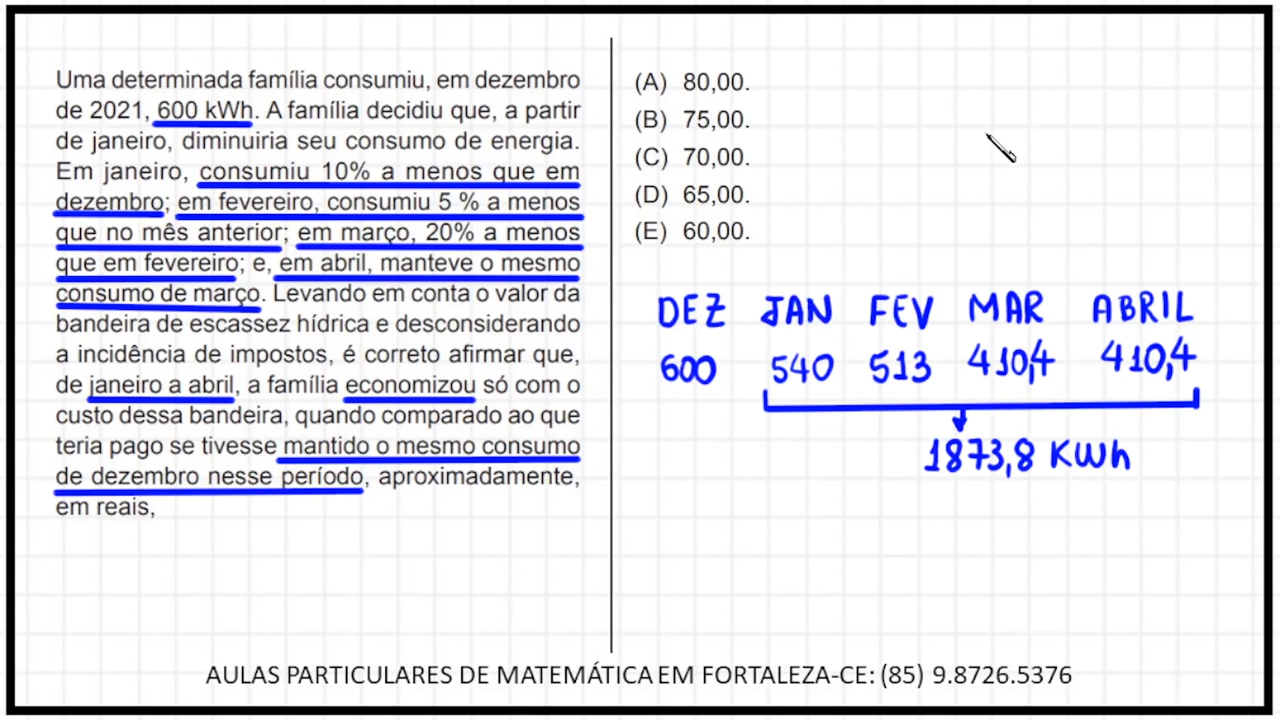 Uma determinada família consumiu, em dezembro
de 2021, 600 kWh. A família decidiu que, a partir
de janeiro, diminuiria seu consumo de energia.
Em janeiro, consumiu 10% a menos que em
dezembro; em fevereiro, consumiu 5 % a menos
que no mês anterior; em março, 20% a menos
que em fevereiro; e, em abril, manteve o mesmo
consumo de março. Levando em conta o valor da
bandeira de escassez hídrica e desconsiderando
a incidência de impostos, é correto afirmar que,
de janeiro a abril, a família economizou só com o
custo dessa bandeira, quando comparado ao que
teria pago se tivesse mantido o mesmo consumo
de dezembro nesse período, aproximadamente,
em reais,
(A) 80,00.
(B) 75,00.
(C) 70,00.
(D) 65,00.
(E) 60,00.
DEZ JAN FEV MAR ABRIL
600 540 513 410,4 410,4
1873,8 KWh
AULAS PARTICULARES DE MATEMÁTICA EM FORTALEZA-CE: (85) 9.8726.5376